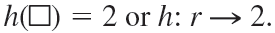 h(□) = 2 or h: r ⟶ 2.